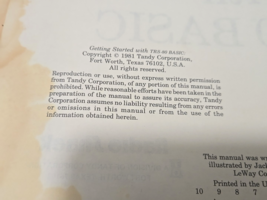 Getting Started with TRS-80 BASIC:
Copyright © 1981 Tandy Corporation,
Fort Worth, Texas 76102, U.S.A.
All rights reserved.
Reproduction or use, without express written permission
from Tandy Corporation, of any portion of this manual, is
prohibited. While reasonable efforts have been taken in the
preparation of the manual to assure its accuracy, Tandy
Corporation assumes no liability resulting from any errors
or omissions in this manual or from the use of the
information obtained herein.
This manual was wr
illustrated by Jac
LeWay Co
Printed in the U
10 9 8 7